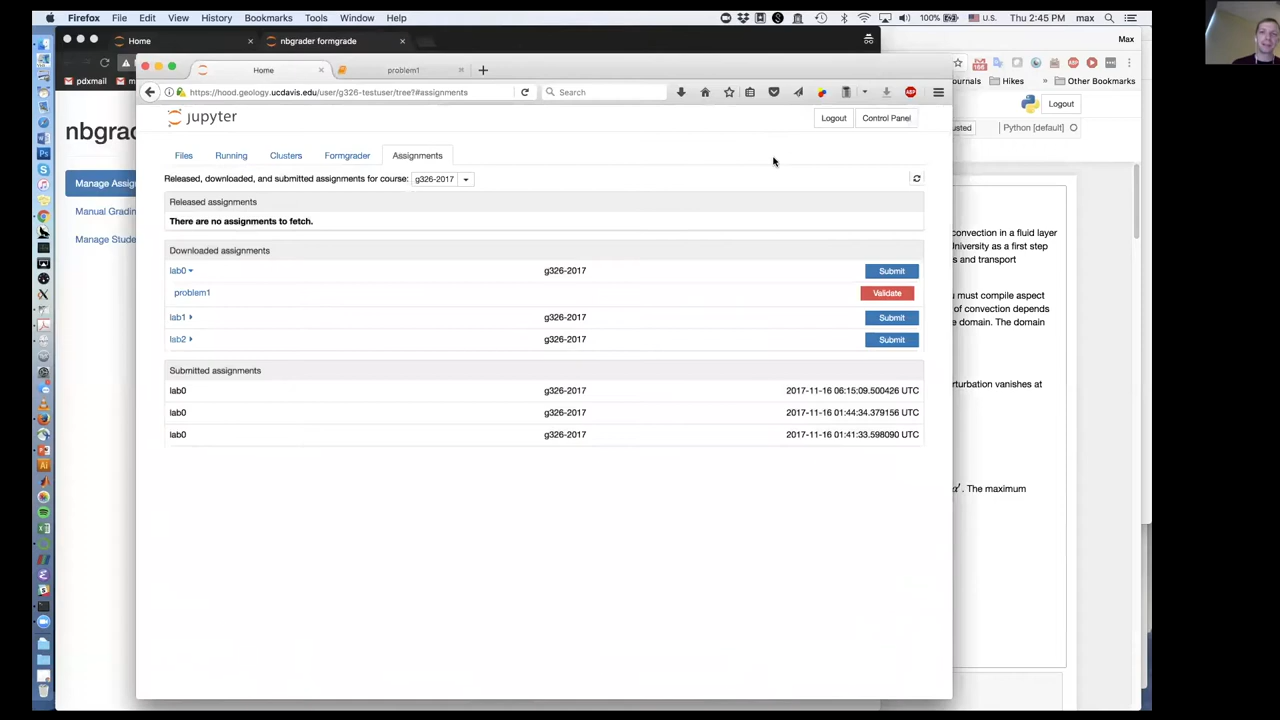 Firefox File Edit View History Bookmarks Tools Window Help
100% U.S. Thu 2:45 PM max
Home
nbgrader formgrade
Max
pdxmail
Hikes
Other Bookmarks
Home
problem1
https://hood.geology.ucdavis.edu/user/g326-testuser/tree?#assignments
Search
Logout
jupyter
Logout
Control Panel
Python [default]
Files
Running
Clusters
Formgrader
Assignments
Released, downloaded, and submitted assignments for course: g326-2017
Released assignments
There are no assignments to fetch.
Downloaded assignments
lab0 g326-2017 Submit
problem1 Validate
lab1 g326-2017 Submit
lab2 g326-2017 Submit
Submitted assignments
lab0 g326-2017 2017-11-16 06:15:09.500426 UTC
lab0 g326-2017 2017-11-16 01:44:34.379156 UTC
lab0 g326-2017 2017-11-16 01:41:33.598090 UTC
nbgrade
Manage Assig
Manual Gradin
Manage Stude
convection in a fluid layer
University as a first step
s and transport
u must compile aspect
of convection depends
e domain. The domain
turbation vanishes at
. The maximum